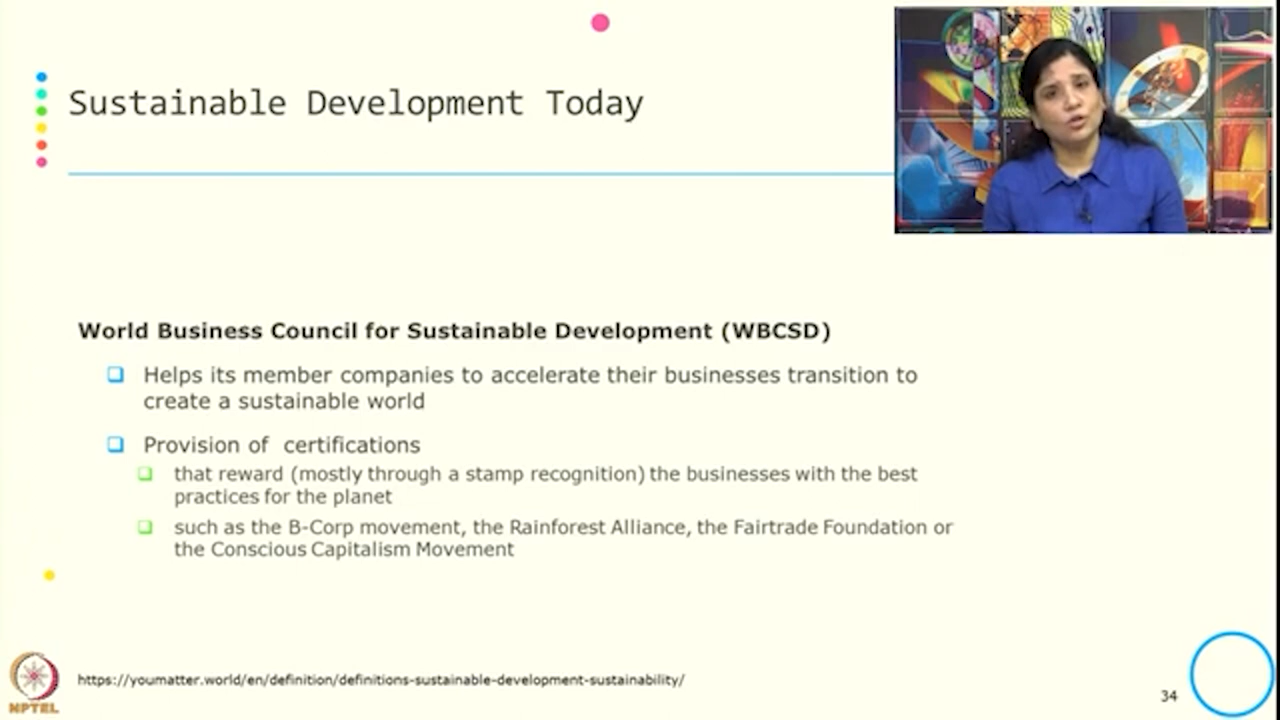 Sustainable Development Today
World Business Council for Sustainable Development (WBCSD)
Helps its member companies to accelerate their businesses transition to
create a sustainable world
Provision of certifications
that reward (mostly through a stamp recognition) the businesses with the best
practices for the planet
such as the B-Corp movement, the Rainforest Alliance, the Fairtrade Foundation or
the Conscious Capitalism Movement
NPTEL
https://youmatter.world/en/definition/definitions-sustainable-development-sustainability/
34